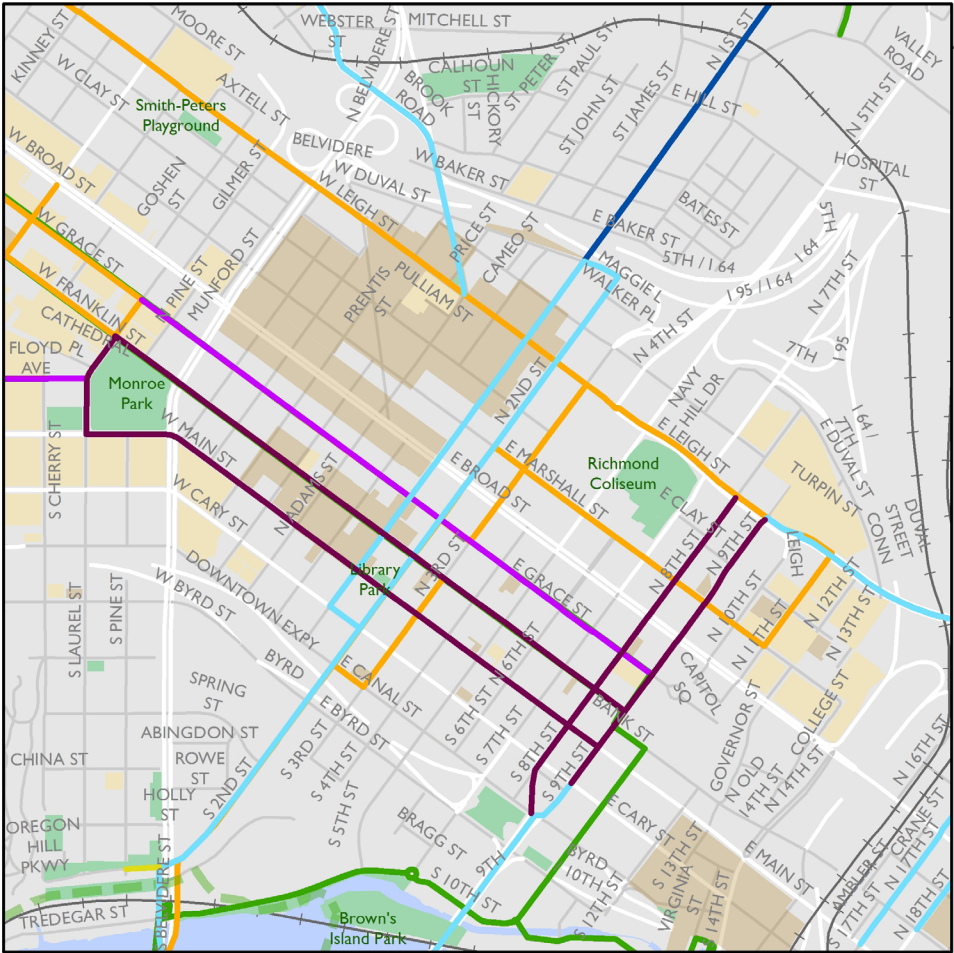 WEBSTER
ST
MITCHELL ST
KINNEY ST
MOORE ST
W CLAY ST
AXTELL ST
N BELVIDERE ST
BROOK
ROAD
CALHOUN
ST
HICKORY
ST
ST PETER ST
ST PAUL ST
ST JOHN ST
ST JAMES ST
N 1ST ST
E HILL ST
VALLEY
ROAD
N 5TH ST
HOSPITAL
ST
Smith-Peters
Playground
BELVIDERE
W DUVAL ST
W BAKER ST
W BROAD ST
GOSHEN
ST
GILMER ST
W LEIGH ST
PRICE ST
CAMEO ST
E BAKER ST
BATES ST
5TH
5TH / I 64
I 64
I 95 / I 64
W GRACE ST
N PINE ST
MUNFORD ST
PRENTIS
ST
PULLIAM ST
MAGGIE L
WALKER PL
N 4TH ST
N 7TH ST
I 95
7TH
W FRANKLIN ST
CATHEDRAL
PL
FLOYD
AVE
Monroe
Park
N 2ND ST
NAVY
HILL DR
E LEIGH ST
I 64 /
7TH /
E DUVAL ST
S CHERRY ST
W MAIN ST
W CARY ST
N ADAMS ST
E BROAD ST
E MARSHALL ST
Richmond
Coliseum
E CLAY ST
TURPIN ST
DUVAL
STREET
CONN
DOWNTOWN EXPY
W BYRD ST
Library
Park
N 3RD ST
E GRACE ST
N 8TH ST
N 9TH ST
LEIGH
N 10TH ST
N 11TH ST
N 12TH ST
N 13TH ST
S LAUREL ST
S PINE ST
BYRD
E CANAL ST
N 6TH ST
CAPITOL
SQ
SPRING
ST
E BYRD ST
S 6TH ST
BANK ST
GOVERNOR ST
COLLEGE ST
ABINGDON ST
CHINA ST
ROWE
ST
S 3RD ST
S 4TH ST
S 7TH ST
S 8TH ST
S 9TH ST
N OLD
14TH ST
N 14TH ST
N 16TH ST
HOLLY
ST
S 2ND ST
S 5TH ST
OREGON
HILL
PKWY
BRAGG ST
9TH
S 10TH ST
E CARY ST
BYRD
10TH
S 12TH ST
S 13TH ST
VIRGINIA
ST
S 14TH ST
E MAIN ST
AMBLER ST
CRANE ST
N 17TH ST
S 17TH ST
N 18TH ST
TREDEGAR ST
S BELVIDERE ST
Brown's
Island Park